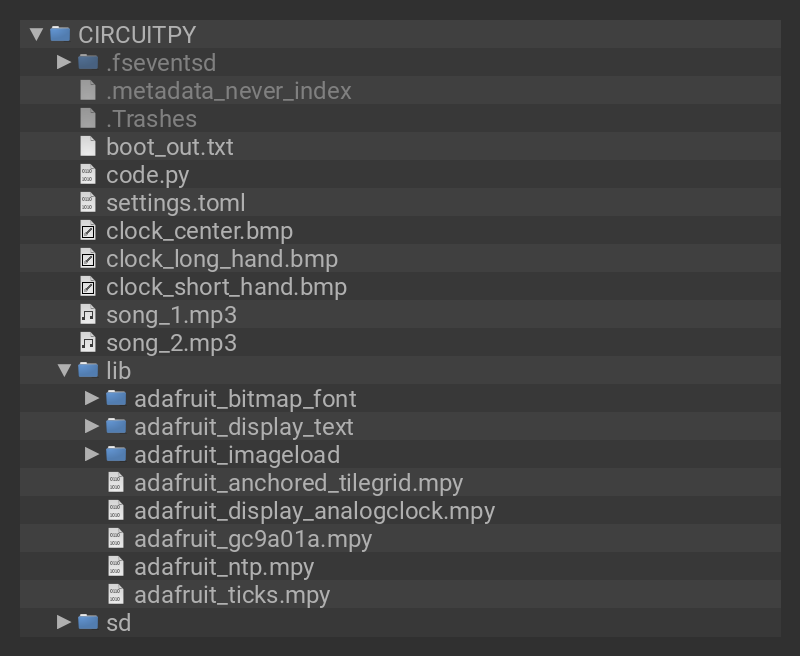 CIRCUITPY
.fseventsd
.metadata_never_index
.Trashes
boot_out.txt
code.py
settings.toml
clock_center.bmp
clock_long_hand.bmp
clock_short_hand.bmp
song_1.mp3
song_2.mp3
lib
adafruit_bitmap_font
adafruit_display_text
adafruit_imageload
adafruit_anchored_tilegrid.mpy
adafruit_display_analogclock.mpy
adafruit_gc9a01a.mpy
adafruit_ntp.mpy
adafruit_ticks.mpy
sd